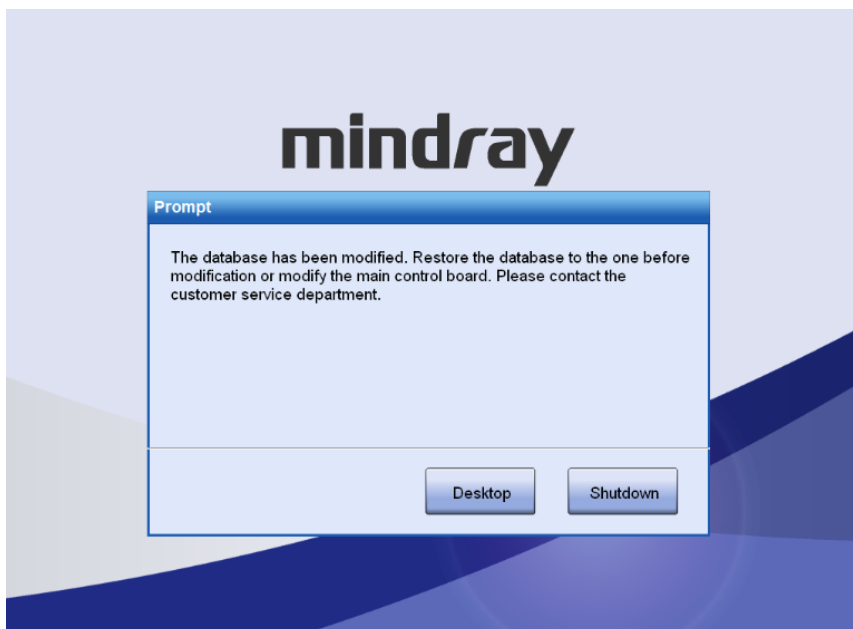 mindray
Prompt
The database has been modified. Restore the database to the one before
modification or modify the main control board. Please contact the
customer service department.
Desktop
Shutdown